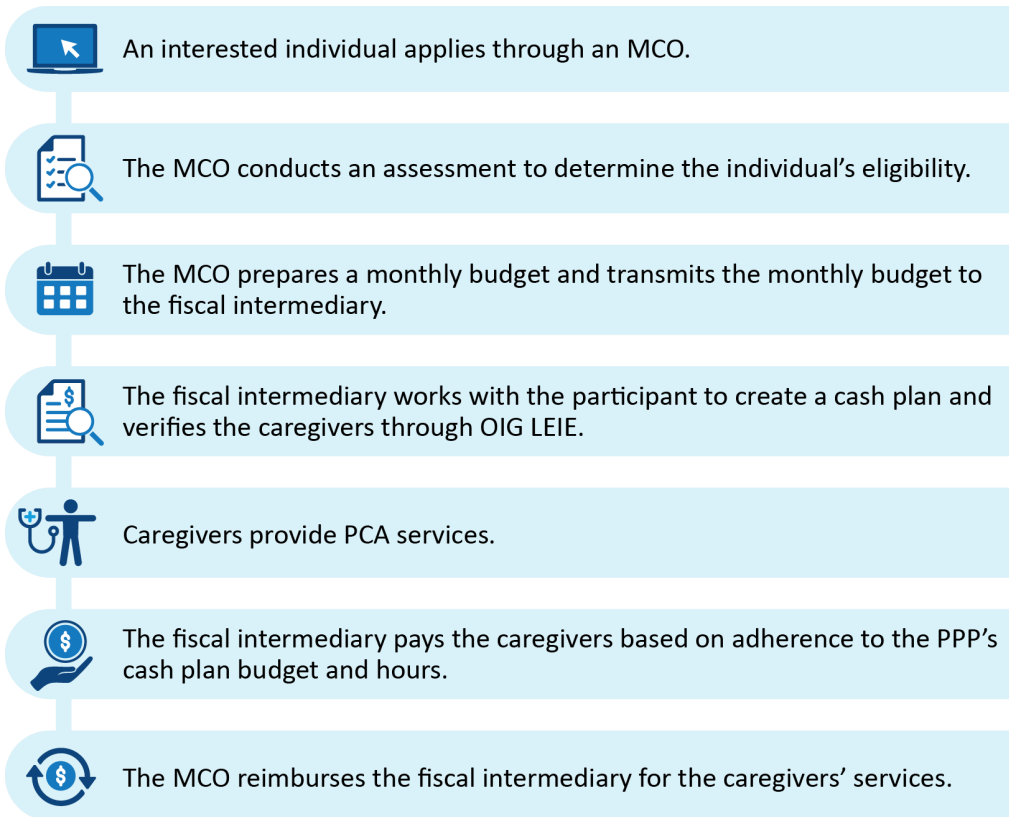 An interested individual applies through an MCO.
The MCO conducts an assessment to determine the individual’s eligibility.
The MCO prepares a monthly budget and transmits the monthly budget to
the fiscal intermediary.
$
The fiscal intermediary works with the participant to create a cash plan and
verifies the caregivers through OIG LEIE.
Caregivers provide PCA services.
$
The fiscal intermediary pays the caregivers based on adherence to the PPP’s
cash plan budget and hours.
$
The MCO reimburses the fiscal intermediary for the caregivers’ services.